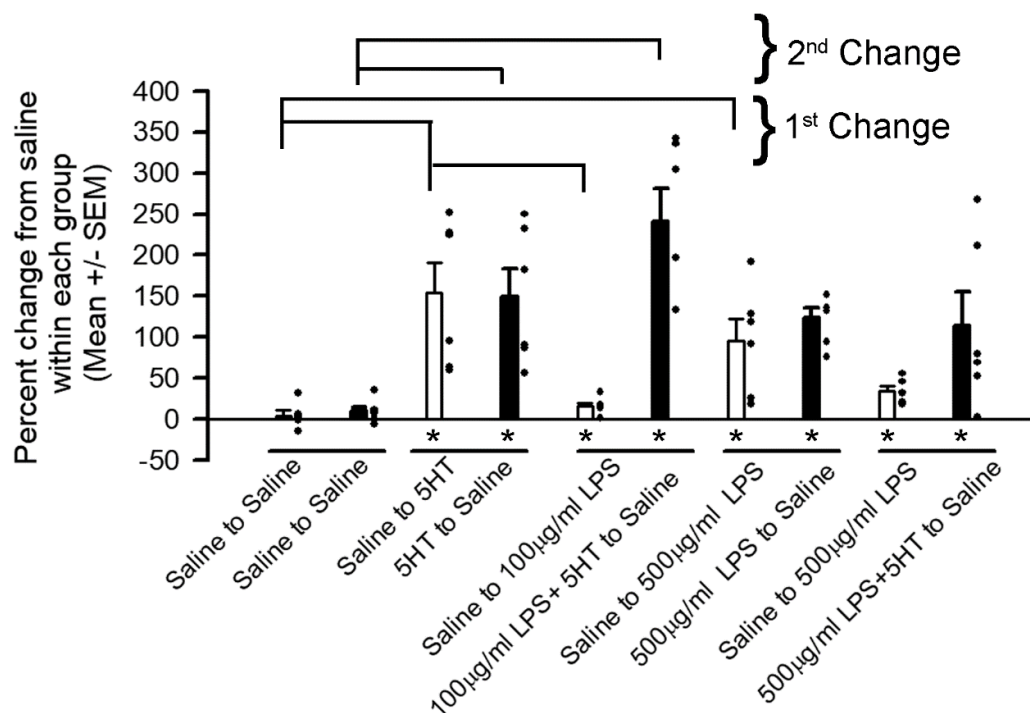 2nd Change
1st Change
Percent change from saline
within each group
(Mean +/- SEM)
400
350
300
250
200
150
100
50
0
-50
* * * * * * * *
Saline to Saline
Saline to Saline
Saline to 5HT
5HT to Saline
Saline to 100µg/ml LPS
100µg/ml LPS+ 5HT to Saline
Saline to 500µg/ml LPS
500µg/ml LPS to Saline
Saline to 500µg/ml LPS
500µg/ml LPS+5HT to Saline